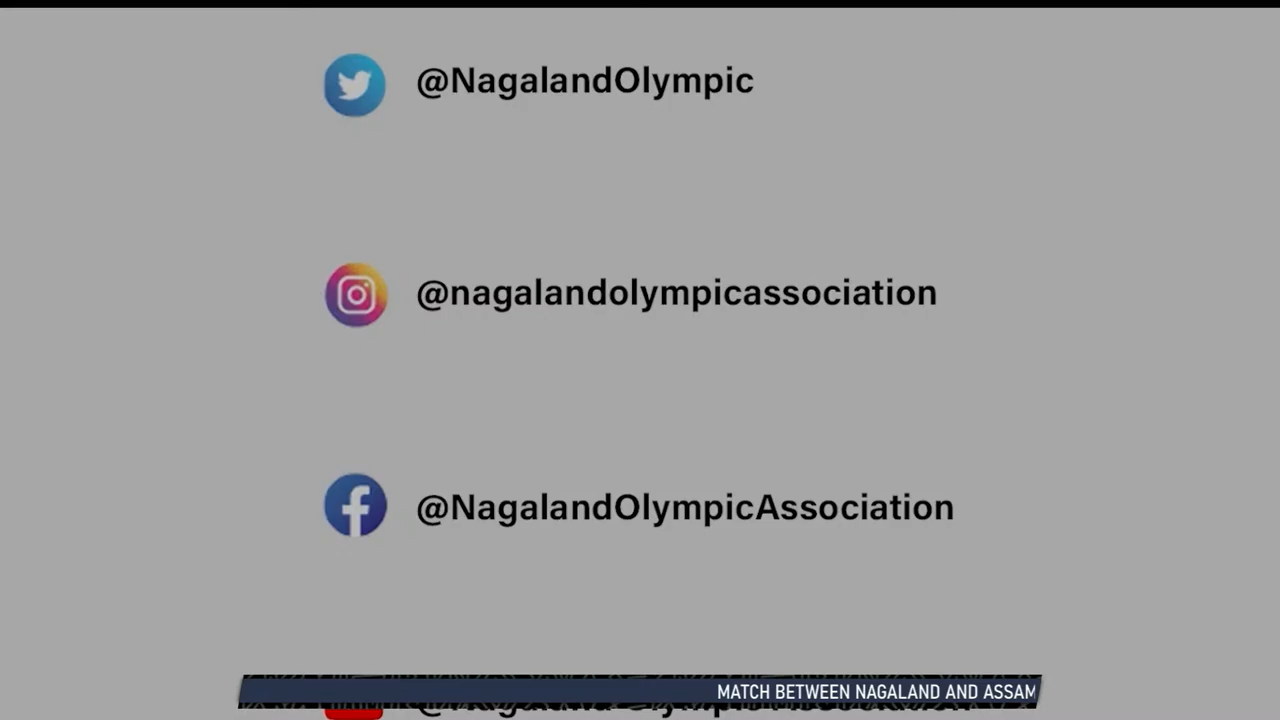 @NagalandOlympic
@nagalandolympicassociation
@NagalandOlympicAssociation
MATCH BETWEEN NAGALAND AND ASSAM